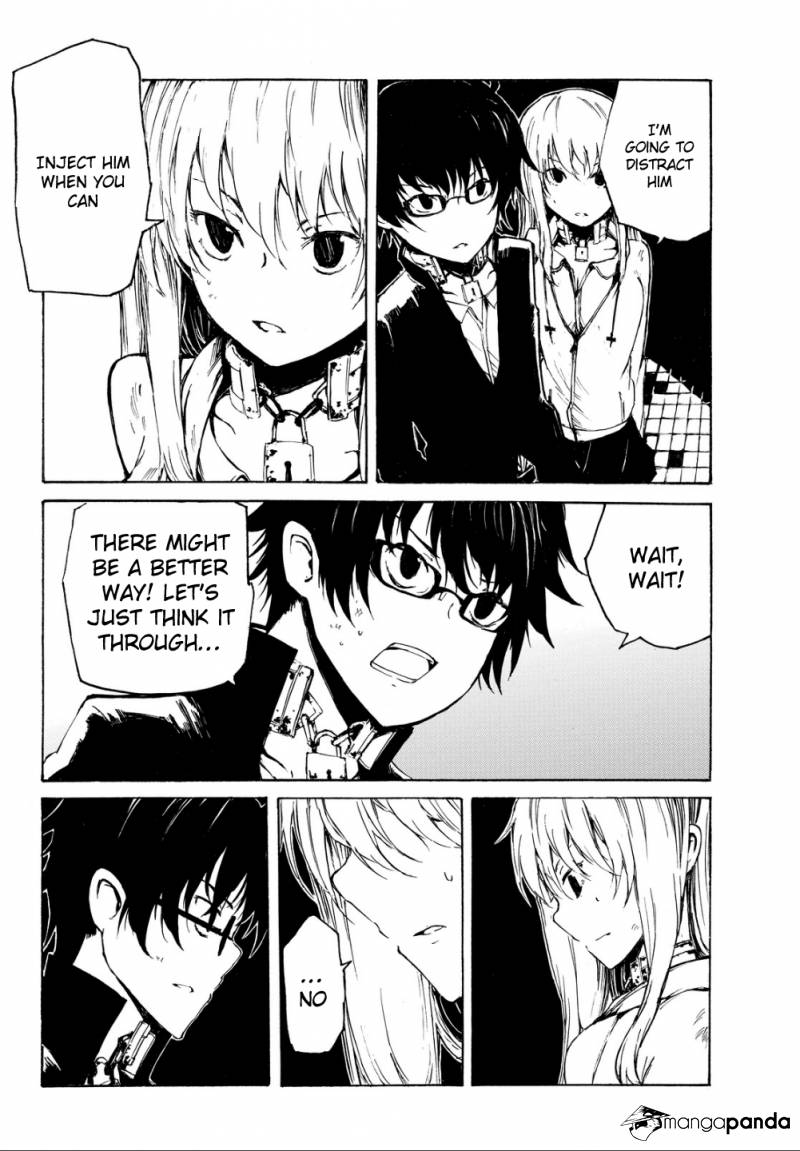 I'M
GOING TO
DISTRACT
HIM
INJECT HIM
WHEN YOU
CAN
WAIT,
WAIT!
THERE MIGHT
BE A BETTER
WAY! LET'S
JUST THINK IT
THROUGH...
...
NO
mangapanda